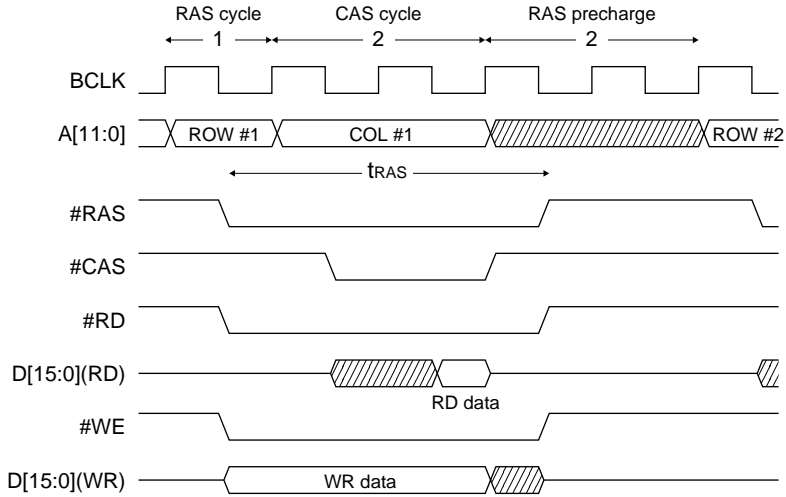 RAS cycle CAS cycle RAS precharge
1 2 2
BCLK
A[11:0] ROW #1 COL #1 ROW #2
tRAS
#RAS
#CAS
#RD
D[15:0](RD)
RD data
#WE
D[15:0](WR) WR data